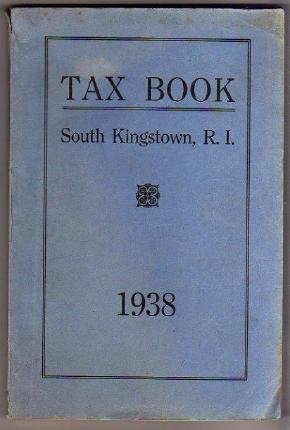 TAX BOOK
South Kingstown, R. I.
1938